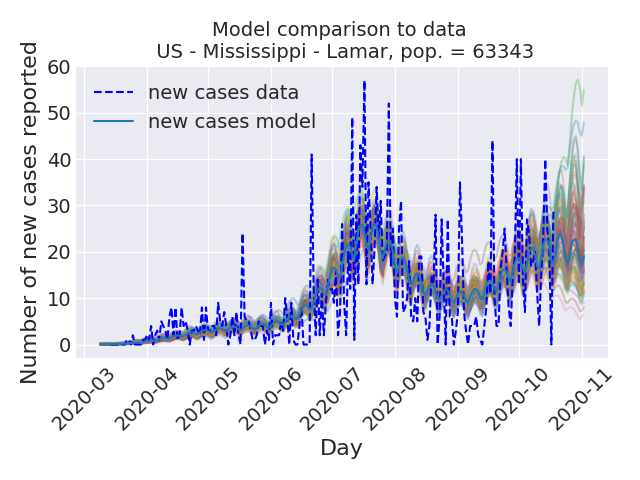 Model comparison to data
US - Mississippi - Lamar, pop. = 63343
Number of new cases reported
60
50
40
30
20
10
0
new cases data
new cases model
2020-03
2020-04
2020-05
2020-06
2020-07
2020-08
2020-09
2020-10
2020-11
Day